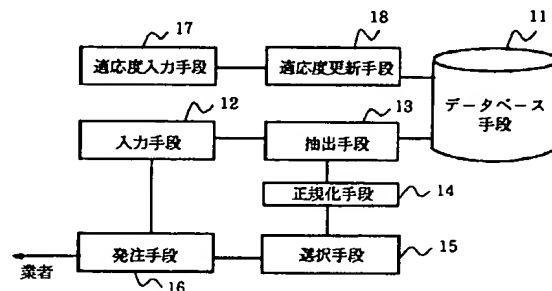 17
18
11
適応度入力手段
適応度更新手段
12
13
データベース
手段
入力手段
抽出手段
14
正規化手段
15
発注手段
選択手段
業者
16